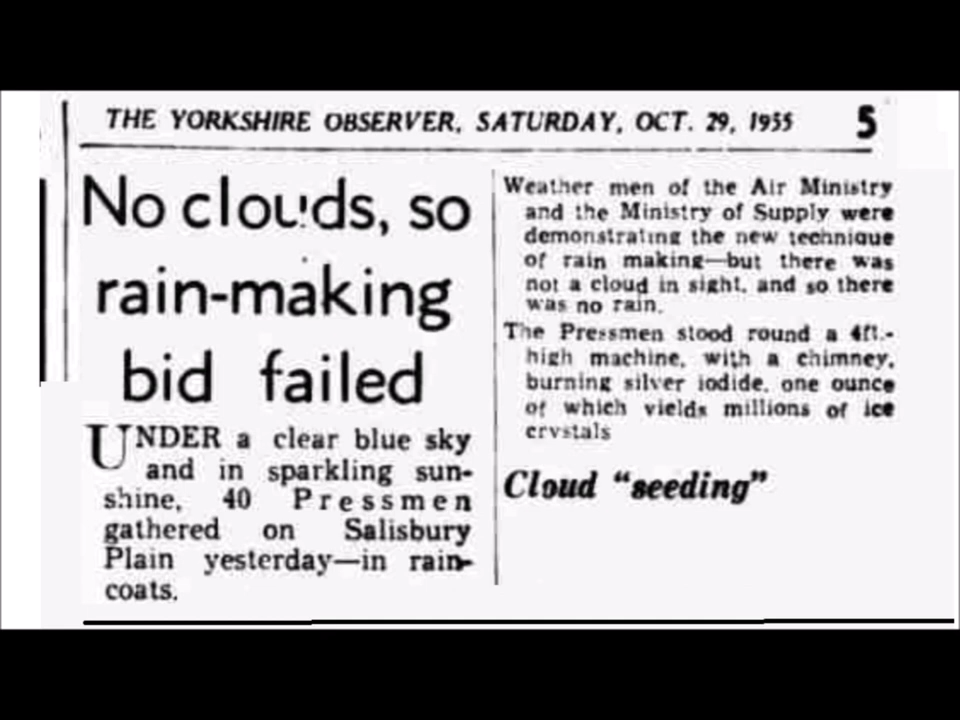 THE YORKSHIRE OBSERVER, SATURDAY, OCT. 29, 1955 5
No clouds, so
rain-making
bid failed
UNDER a clear blue sky
and in sparkling sun-
shine, 40 Pressmen
gathered on Salisbury
Plain yesterday—in rain-
coats.
Weather men of the Air Ministry
and the Ministry of Supply were
demonstrating the new technique
of rain making—but there was
not a cloud in sight, and so there
was no rain.
The Pressmen stood round a 4ft.-
high machine, with a chimney,
burning silver iodide, one ounce
of which yields millions of ice
crystals
Cloud "seeding"